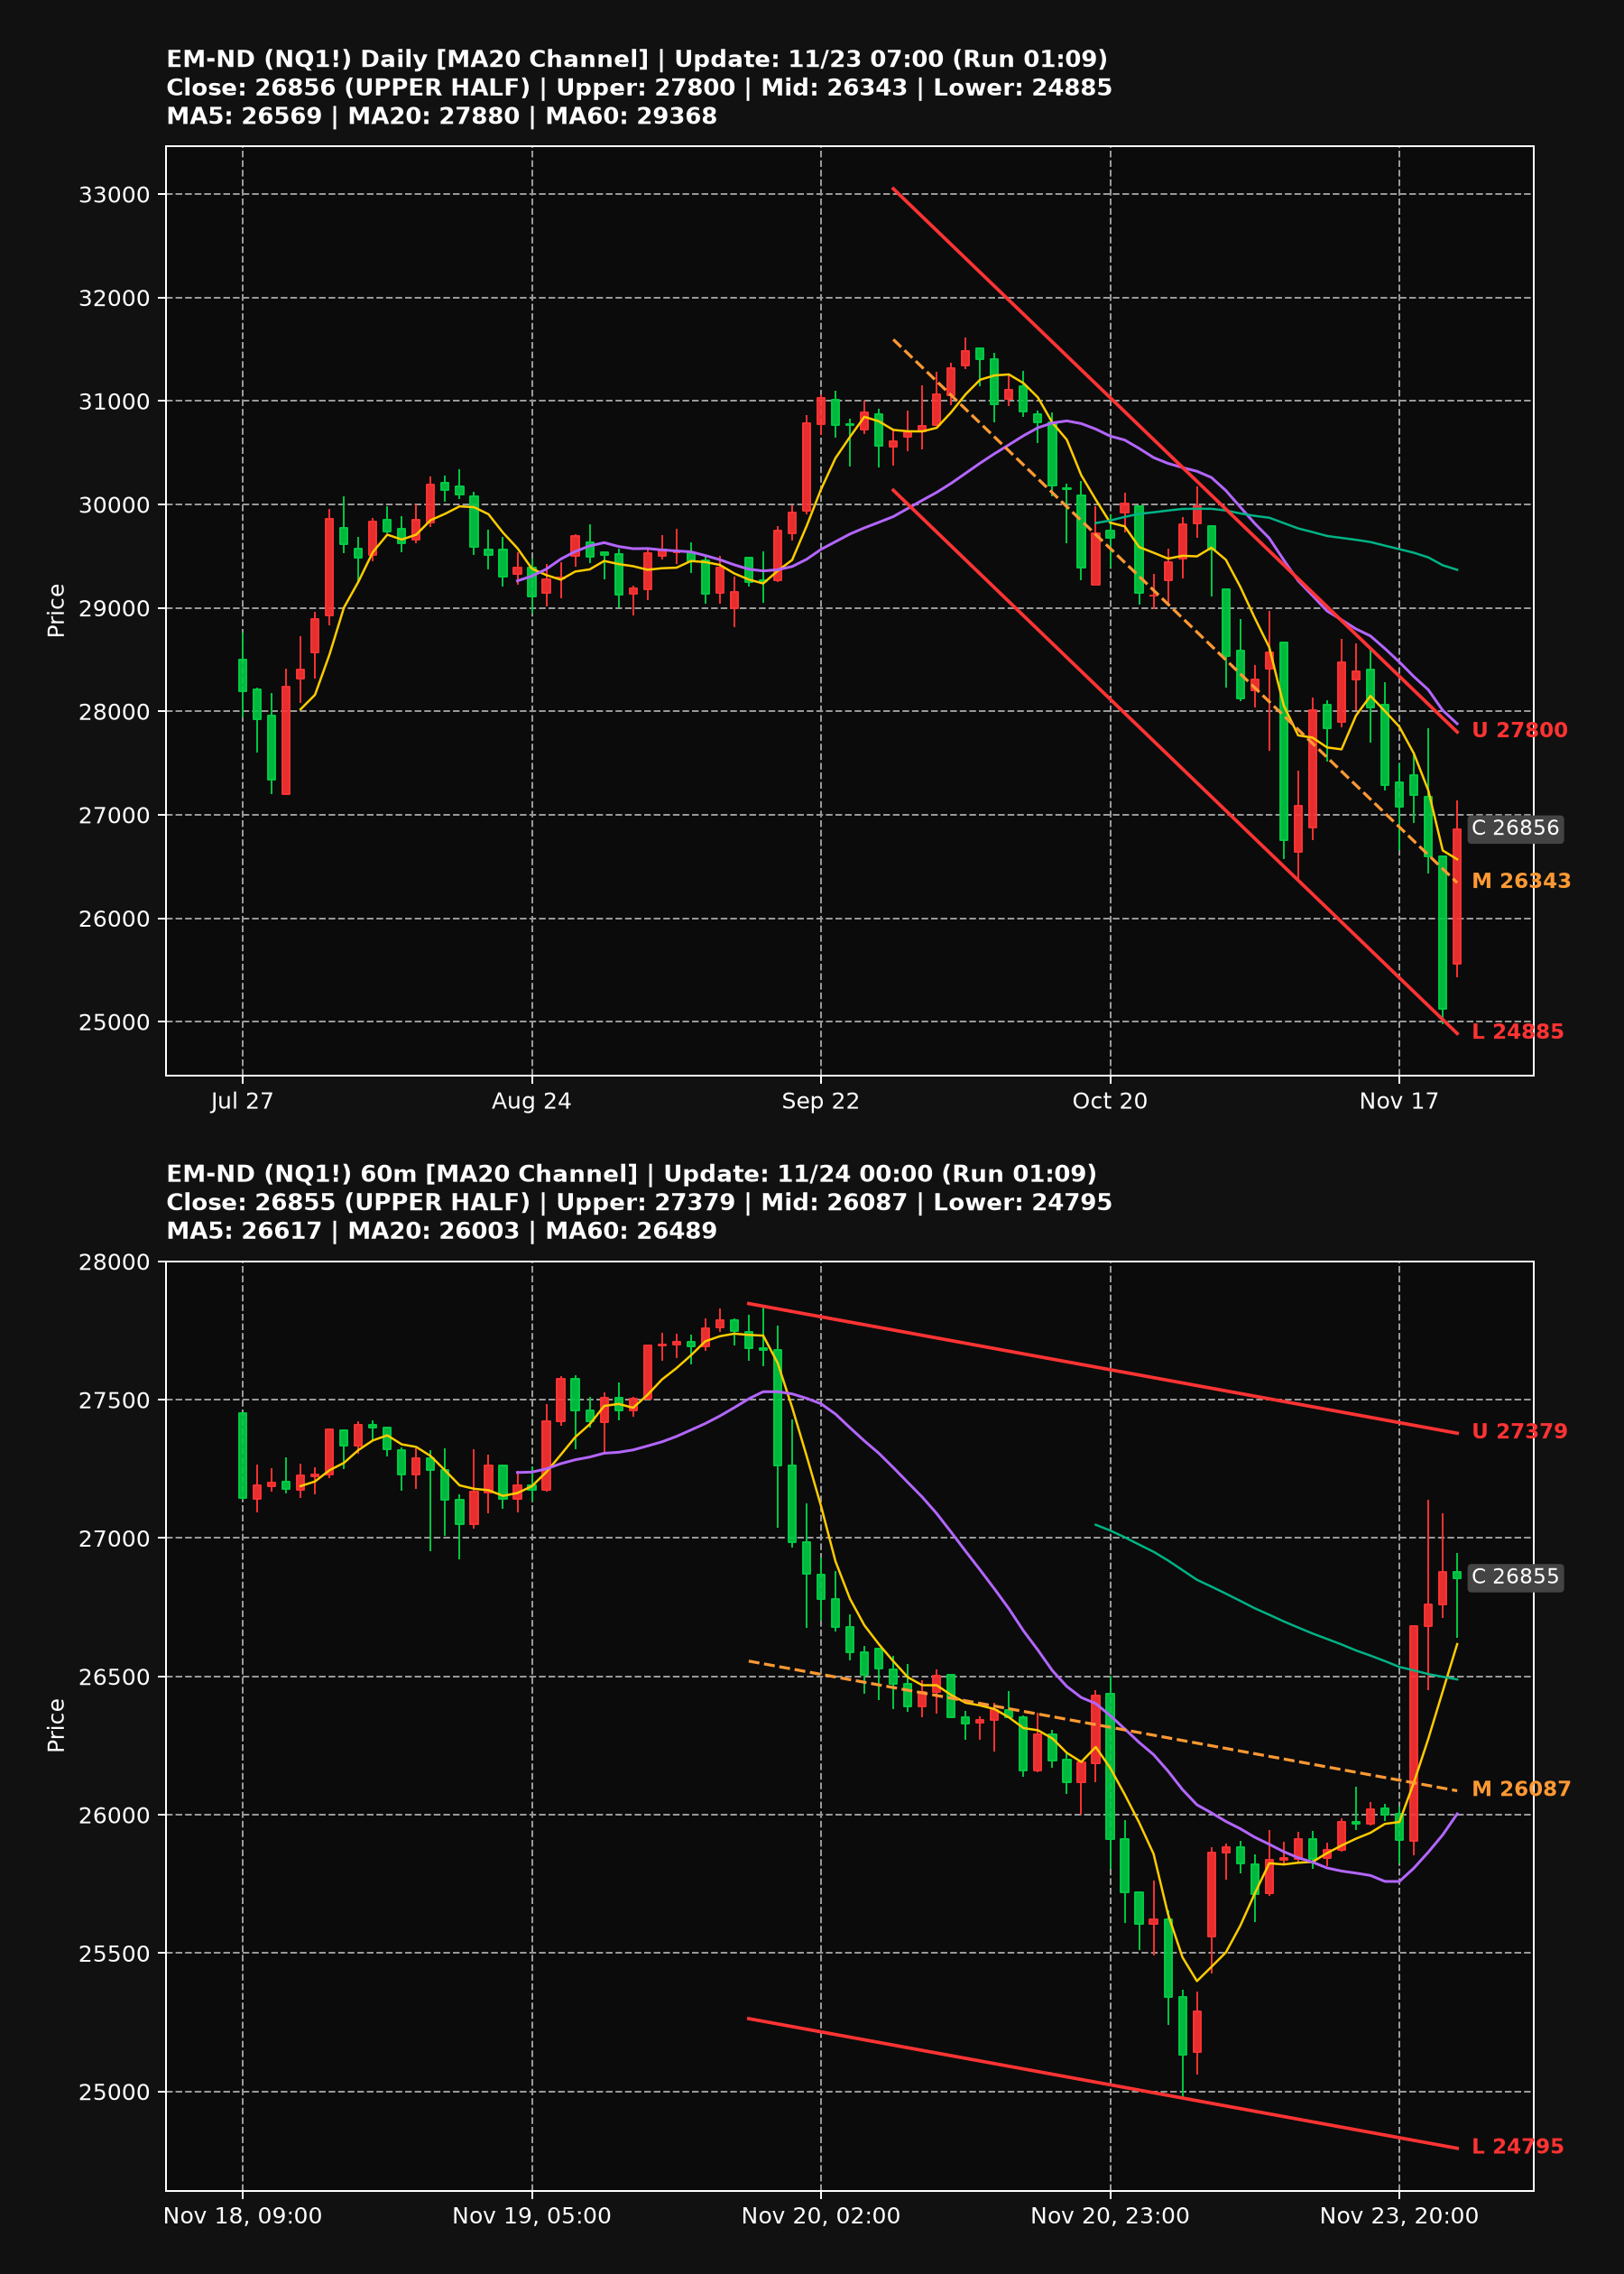 EM-ND (NQ1!) Daily [MA20 Channel] | Update: 11/23 07:00 (Run 01:09)
Close: 26856 (UPPER HALF) | Upper: 27800 | Mid: 26343 | Lower: 24885
MA5: 26569 | MA20: 27880 | MA60: 29368
Price
33000
32000
31000
30000
29000
28000
27000
26000
25000
U 27800
C 26856
M 26343
L 24885
Jul 27
Aug 24
Sep 22
Oct 20
Nov 17
EM-ND (NQ1!) 60m [MA20 Channel] | Update: 11/24 00:00 (Run 01:09)
Close: 26855 (UPPER HALF) | Upper: 27379 | Mid: 26087 | Lower: 24795
MA5: 26617 | MA20: 26003 | MA60: 26489
Price
28000
27500
27000
26500
26000
25500
25000
U 27379
C 26855
M 26087
L 24795
Nov 18, 09:00
Nov 19, 05:00
Nov 20, 02:00
Nov 20, 23:00
Nov 23, 20:00